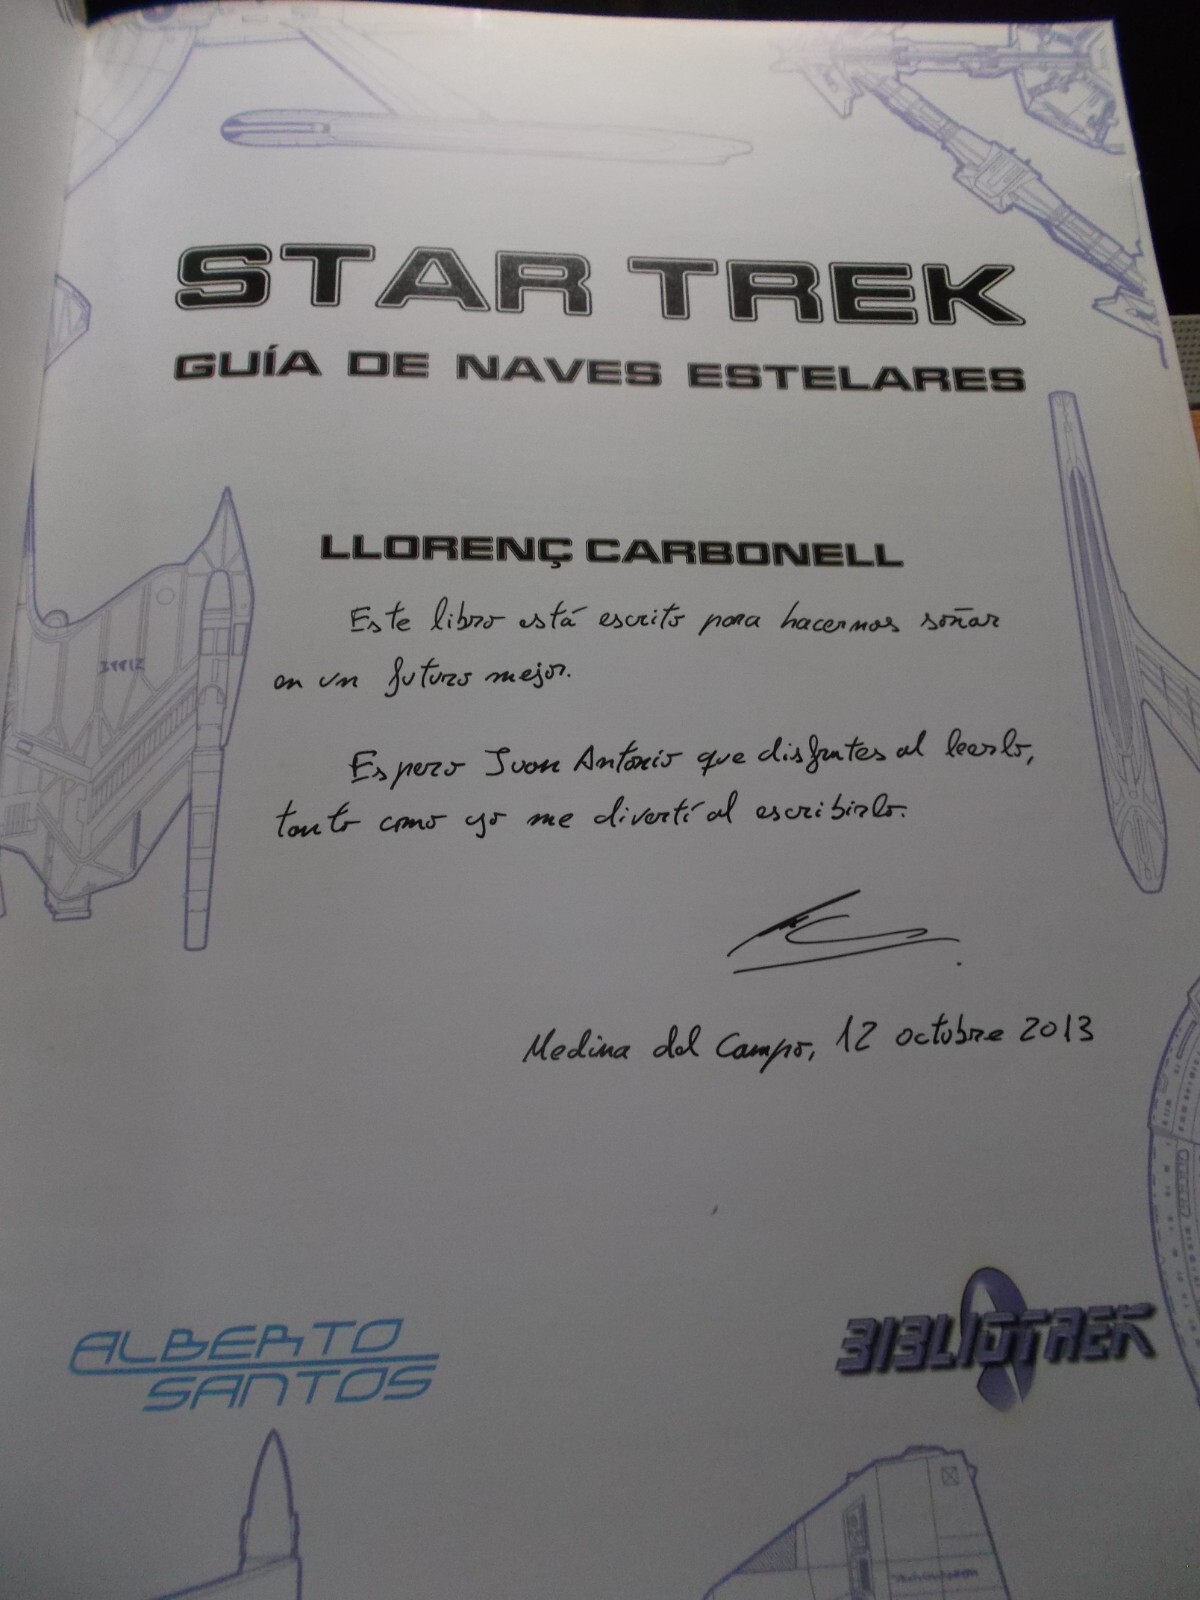 STAR TREK
GUÍA DE NAVES ESTELARES
LLORENÇ CARBONELL
Este libro está escrito para hacernos soñar
en un futuro mejor.
Espero Juan Antonio que disfrutes al leerlo,
tanto como yo me divertí al escribirlo.
Medina del Campo, 12 octubre 2013
ALBERTO
SANTOS
BIBLIOTREK